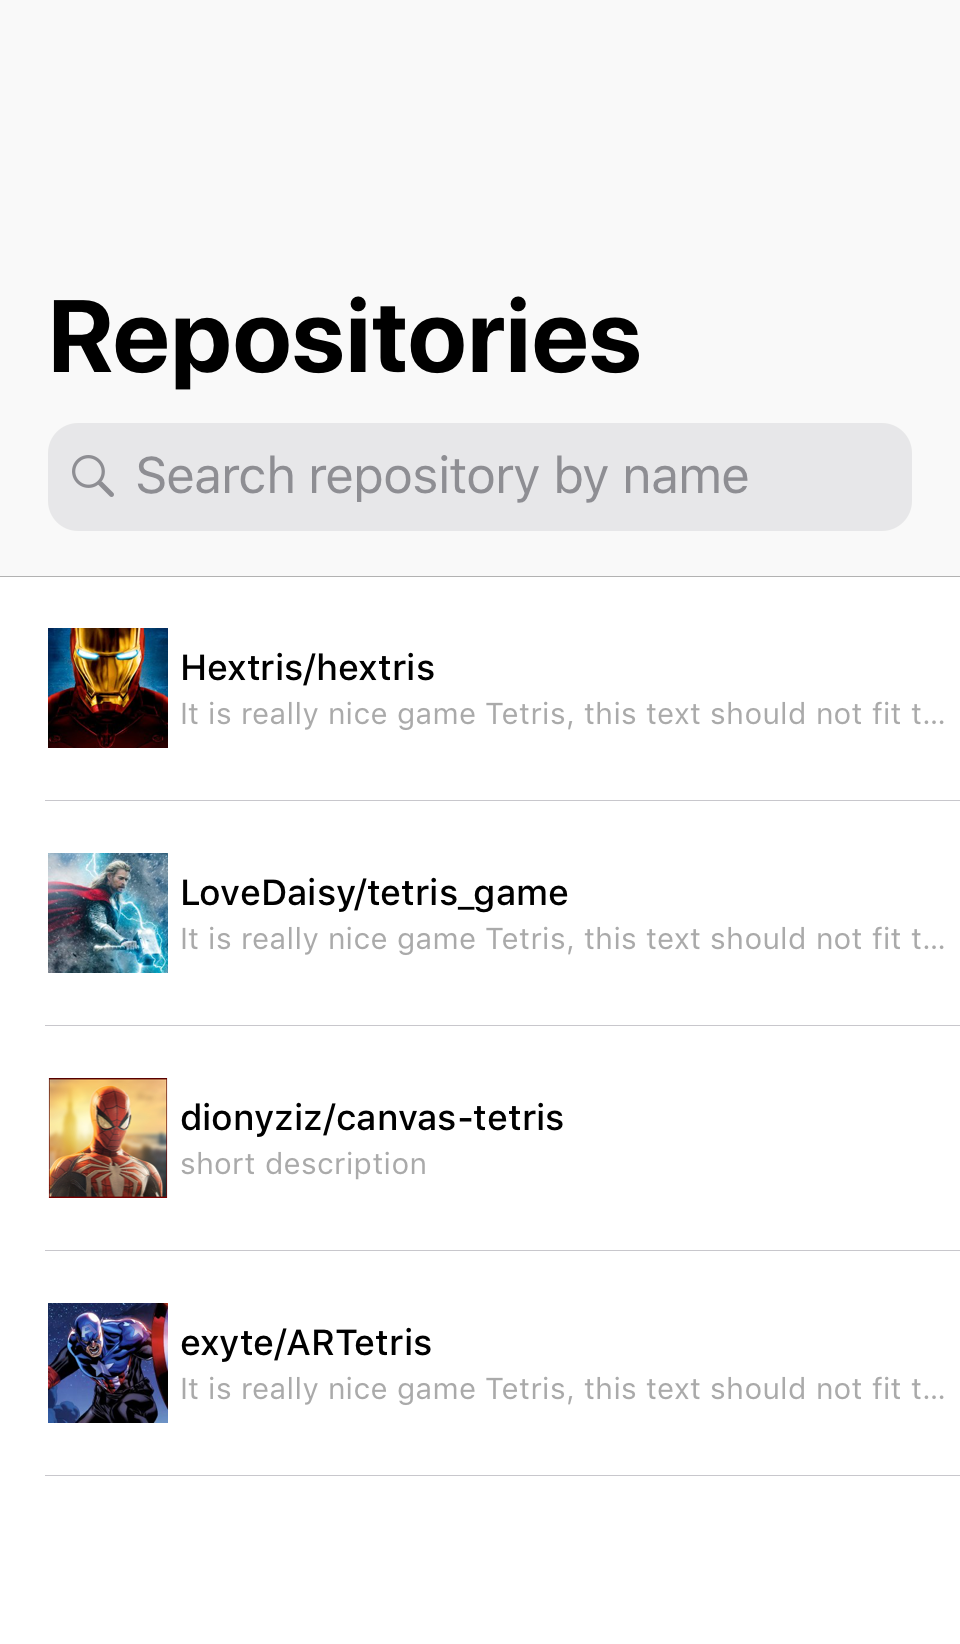 Repositories
Search repository by name
Hextris/hextris
It is really nice game Tetris, this text should not fit t...
LoveDaisy/tetris_game
It is really nice game Tetris, this text should not fit t...
dionyziz/canvas-tetris
short description
exyte/ARTetris
It is really nice game Tetris, this text should not fit t...